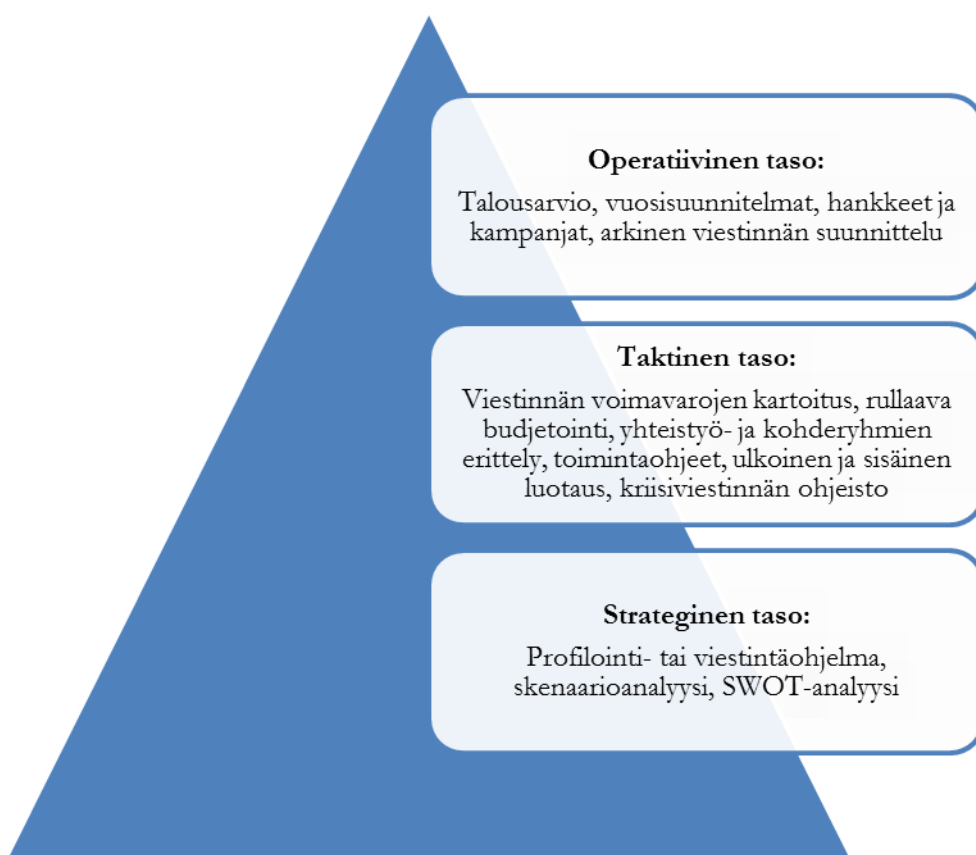 Operatiivinen taso:
Talousarvio, vuosisuunnitelmat, hankkeet ja
kampanjat, arkinen viestinnän suunnittelu
Taktinen taso:
Viestinnän voimavarojen kartoitus, rullaava
budjetointi, yhteistyö- ja kohderyhmien
erittely, toimintaohjeet, ulkoinen ja sisäinen
luotaus, kriisiviestinnän ohjeisto
Strateginen taso:
Profilointi- tai viestintäohjelma,
skenaarioanalyysi, SWOT-analyysi